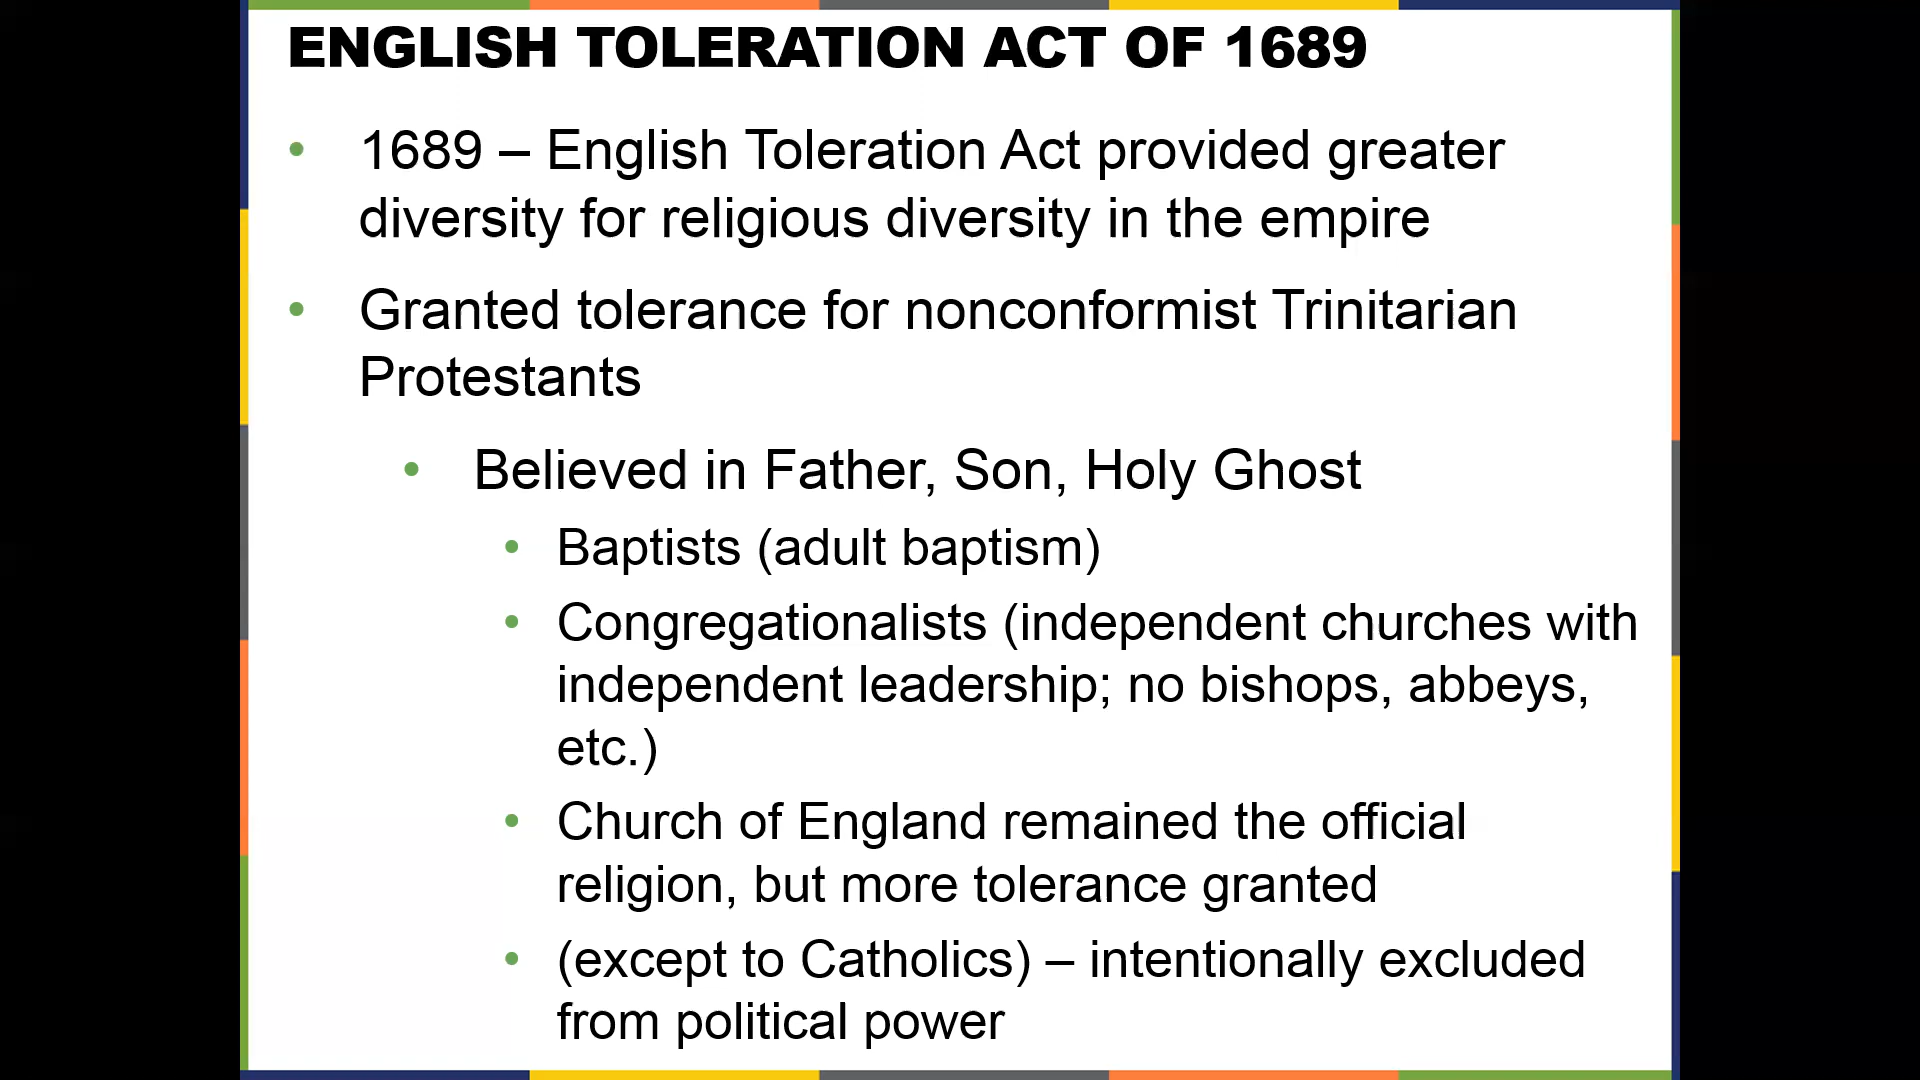 ENGLISH TOLERATION ACT OF 1689
• 1689 – English Toleration Act provided greater
diversity for religious diversity in the empire
• Granted tolerance for nonconformist Trinitarian
Protestants
• Believed in Father, Son, Holy Ghost
• Baptists (adult baptism)
• Congregationalists (independent churches with
independent leadership; no bishops, abbeys,
etc.)
• Church of England remained the official
religion, but more tolerance granted
• (except to Catholics) – intentionally excluded
from political power